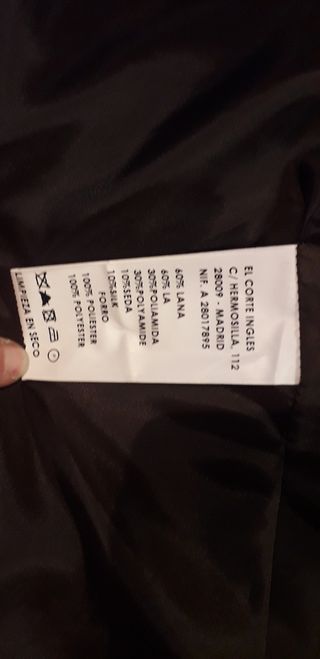 EL CORTE INGLES
C/ HERMOSILLA, 112
28009 - MADRID
NIF. A 28017895
60% LANA
60% LA
30%POLIAMIDA
30%POLYAMIDE
10%SEDA
10%SILK
FORRO
100% POLIESTER
100% POLYESTER
LIMPIEZA EN SECO